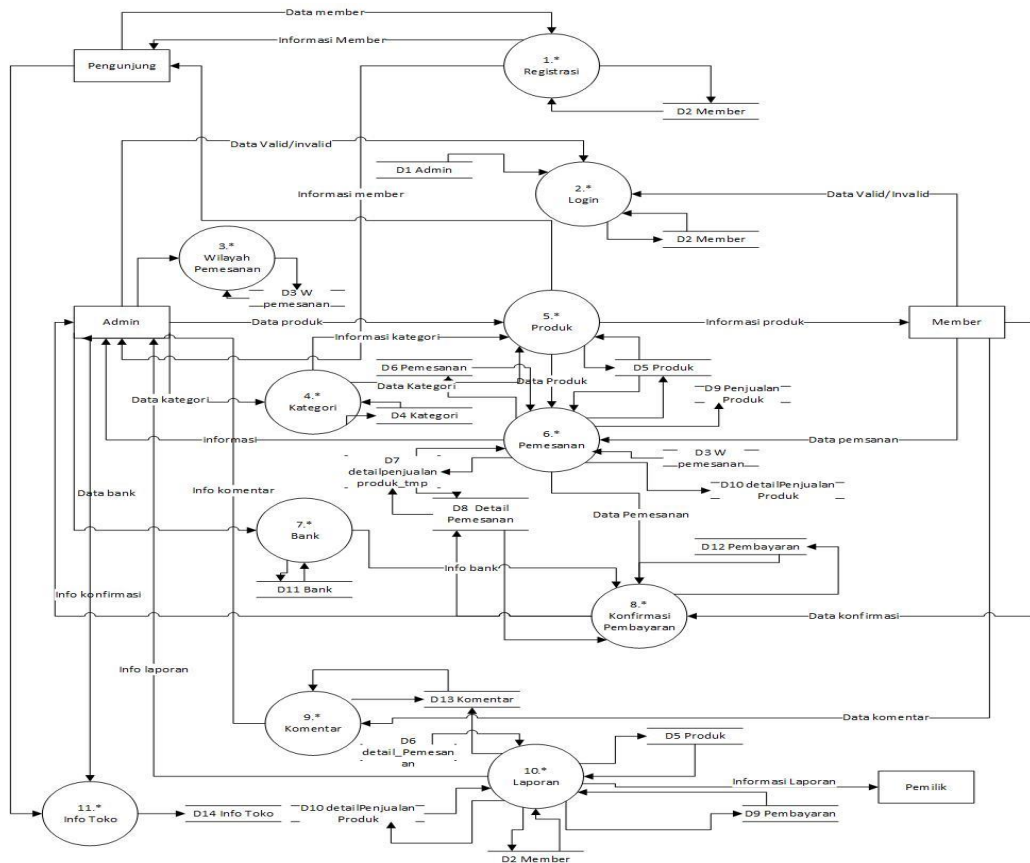 Data member
Informasi Member
Pengunjung
1.*
Registrasi
D2 Member
Data Valid/invalid
D1 Admin
Informasi member
2.*
Login
Data Valid/Invalid
D2 Member
3.*
Wilayah
Pemesanan
D3 W
pemesanan
Admin
Data produk
5.*
Produk
Informasi produk
Member
Informasi kategori
D6 Pemesanan
D5 Produk
Data Produk
Data Kategori
D9 Penjualan
Produk
4.*
Kategori
Data kategori
D4 Kategori
Informasi
6.*
Pemesanan
Data pemsanan
D7
detailpenjualan
produk_tmp
D3 W
pemesanan
D10 detailPenjualan
Produk
Data bank
Info komentar
D8 Detail
Pemesanan
Data Pemesanan
7.*
Bank
D12 Pembayaran
Info bank
D11 Bank
Info konfirmasi
8.*
Konfirmasi
Pembayaran
Data konfirmasi
Info laporan
D13 Komentar
9.*
Komentar
Data komentar
D6
detail_Pemesan
an
D5 Produk
10.*
Laporan
Informasi Laporan
Pemilik
11.*
Info Toko
D14 Info Toko
D10 detailPenjualan
Produk
D9 Pembayaran
D2 Member